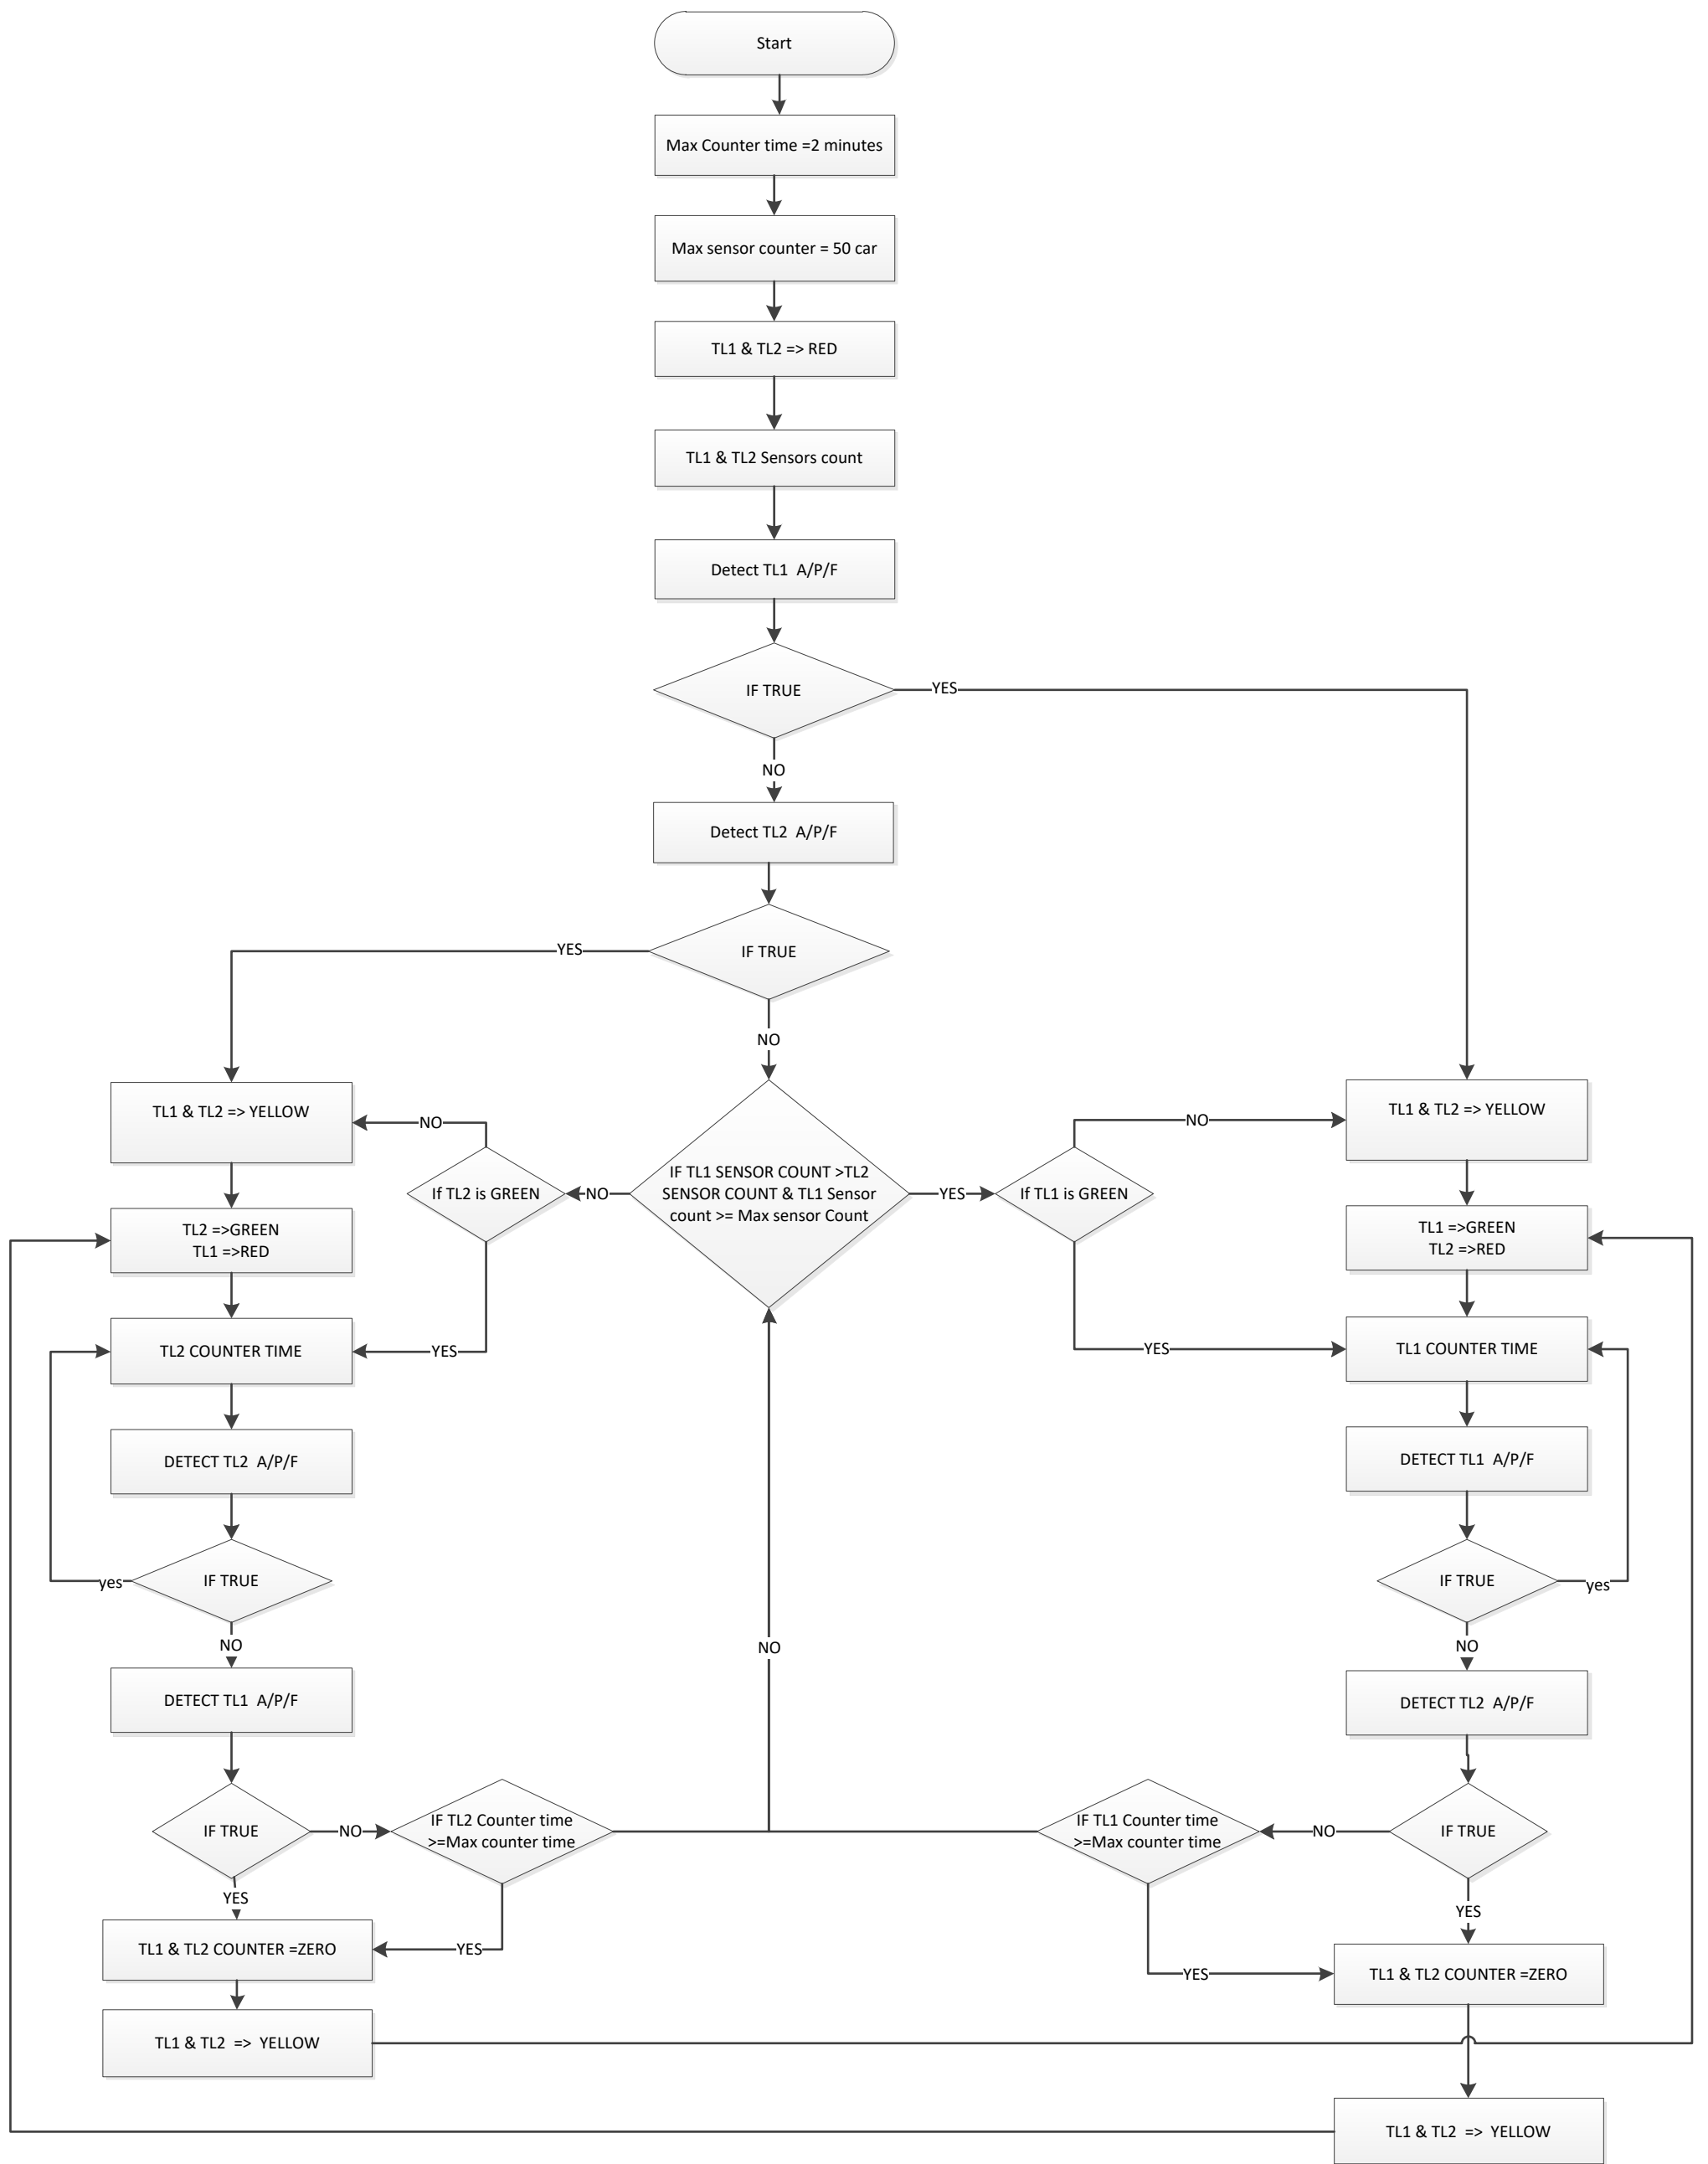 Start
Max Counter time =2 minutes
Max sensor counter = 50 car
TL1 & TL2 => RED
TL1 & TL2 Sensors count
Detect TL1  A/P/F
IF TRUE
YES
NO
Detect TL2  A/P/F
IF TRUE
YES
NO
TL1 & TL2 => YELLOW
NO
If TL2 is GREEN
NO
IF TL1 SENSOR COUNT >TL2
SENSOR COUNT & TL1 Sensor
count >= Max sensor Count
YES
If TL1 is GREEN
NO
TL1 & TL2 => YELLOW
TL2 =>GREEN
TL1 =>RED
TL1 =>GREEN
TL2 =>RED
TL2 COUNTER TIME
YES
YES
TL1 COUNTER TIME
DETECT TL2  A/P/F
DETECT TL1  A/P/F
IF TRUE
yes
IF TRUE
yes
NO
NO
NO
DETECT TL1  A/P/F
DETECT TL2  A/P/F
IF TRUE
NO
IF TL2 Counter time
>=Max counter time
IF TL1 Counter time
>=Max counter time
NO
IF TRUE
YES
YES
TL1 & TL2 COUNTER =ZERO
YES
YES
TL1 & TL2 COUNTER =ZERO
TL1 & TL2  =>  YELLOW
TL1 & TL2  =>  YELLOW